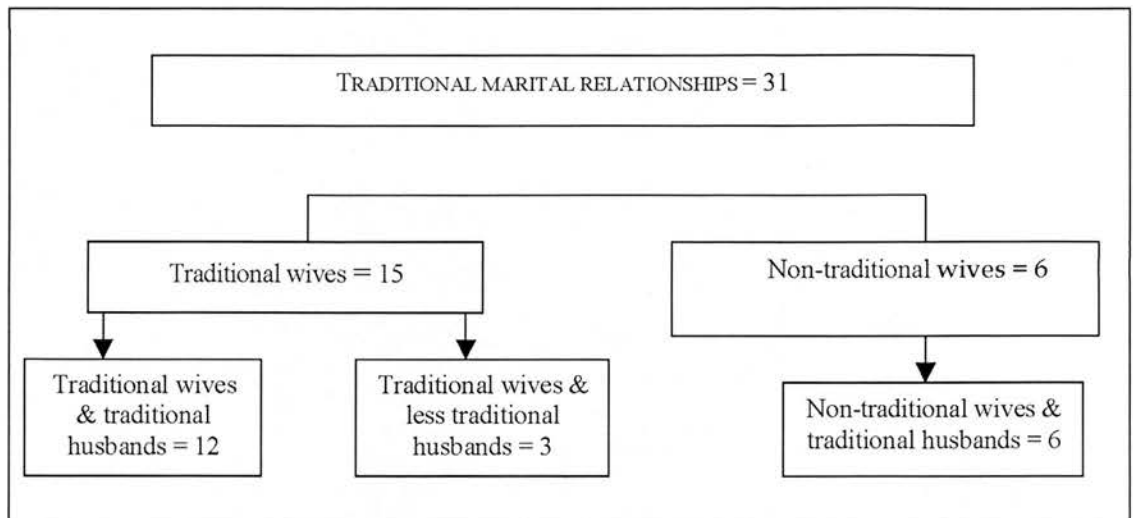 TRADITIONAL MARITAL RELATIONSHIPS = 31
Traditional wives = 15
Non-traditional wives = 6
Traditional wives
& traditional
husbands = 12
Traditional wives &
less traditional
husbands = 3
Non-traditional wives &
traditional husbands = 6